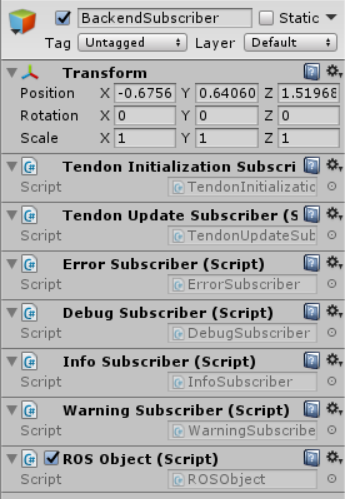 BackendSubscriber Static
Tag Untagged Layer Default
Transform
Position X -0.6756 Y 0.64060 Z 1.51968
Rotation X 0 Y 0 Z 0
Scale X 1 Y 1 Z 1
Tendon Initialization Subscri
Script TendonInitializatic
Tendon Update Subscriber (S
Script TendonUpdateSub
Error Subscriber (Script)
Script ErrorSubscriber
Debug Subscriber (Script)
Script DebugSubscriber
Info Subscriber (Script)
Script InfoSubscriber
Warning Subscriber (Script)
Script WarningSubscribe
ROS Object (Script)
Script ROSObject